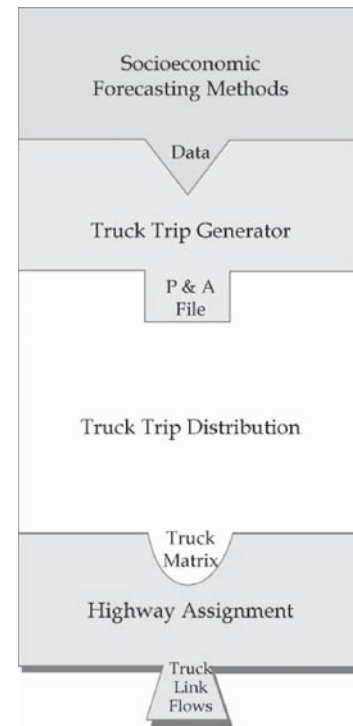 Socioeconomic
Forecasting Methods
Data
Truck Trip Generator
P & A
File
Truck Trip Distribution
Truck
Matrix
Highway Assignment
Truck
Link
Flows